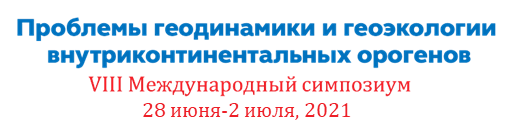 Проблемы геодинамики и геоэкологии
внутриконтинентальных орогенов
VIII Международный симпозиум
28 июня-2 июля, 2021